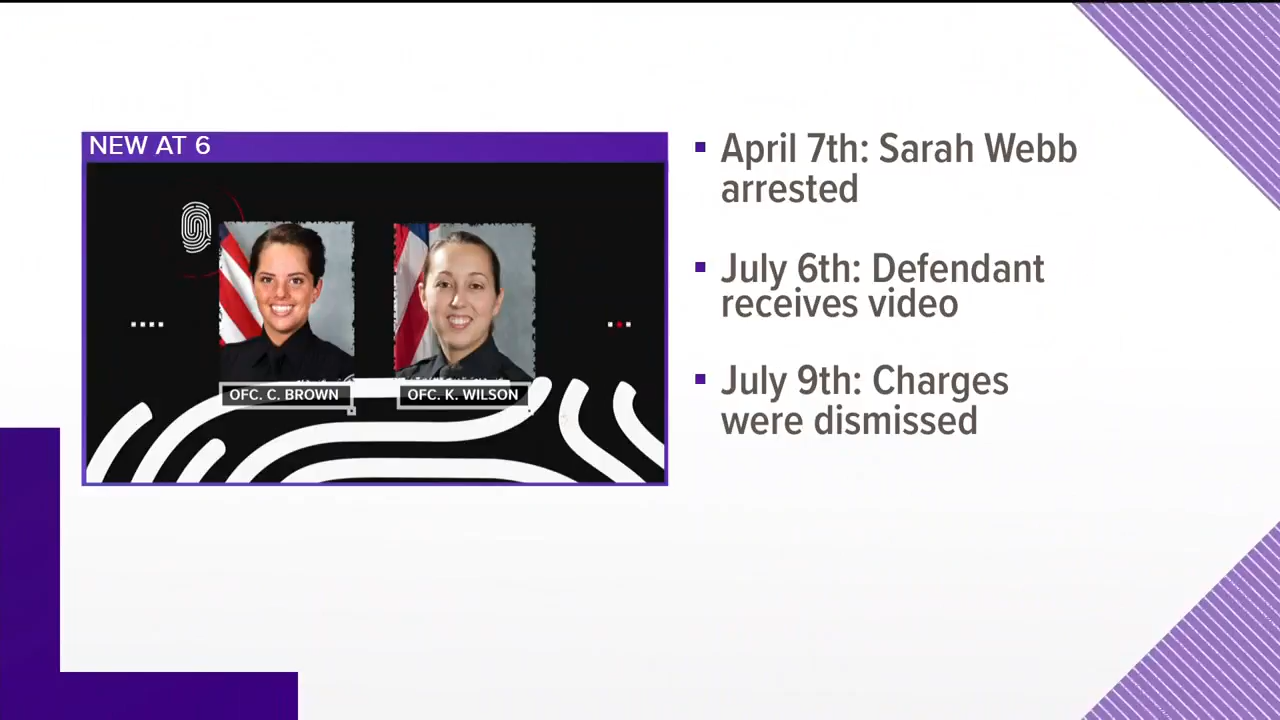 NEW AT 6
OFC. C. BROWN
OFC. K. WILSON
April 7th: Sarah Webb
arrested
July 6th: Defendant
receives video
July 9th: Charges
were dismissed